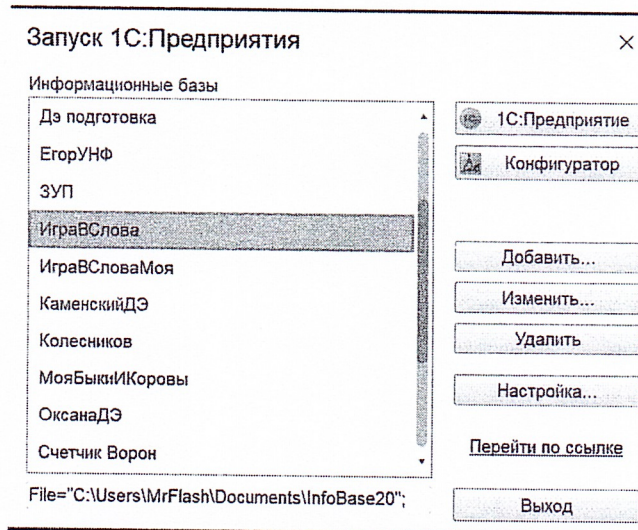 Запуск 1С:Предприятия
Информационные базы
Дэ подготовка
ЕгорУНФ
ЗУП
ИграВСлова
ИграВСловаМоя
КаменскийДЭ
Колесников
МояБыкиИКоровы
ОксанаДЭ
Счетчик Ворон
File="C:\Users\MrFlash\Documents\InfoBase20";
1С:Предприятие
Конфигуратор
Добавить...
Изменить...
Удалить
Настройка...
Перейти по ссылке
Выход